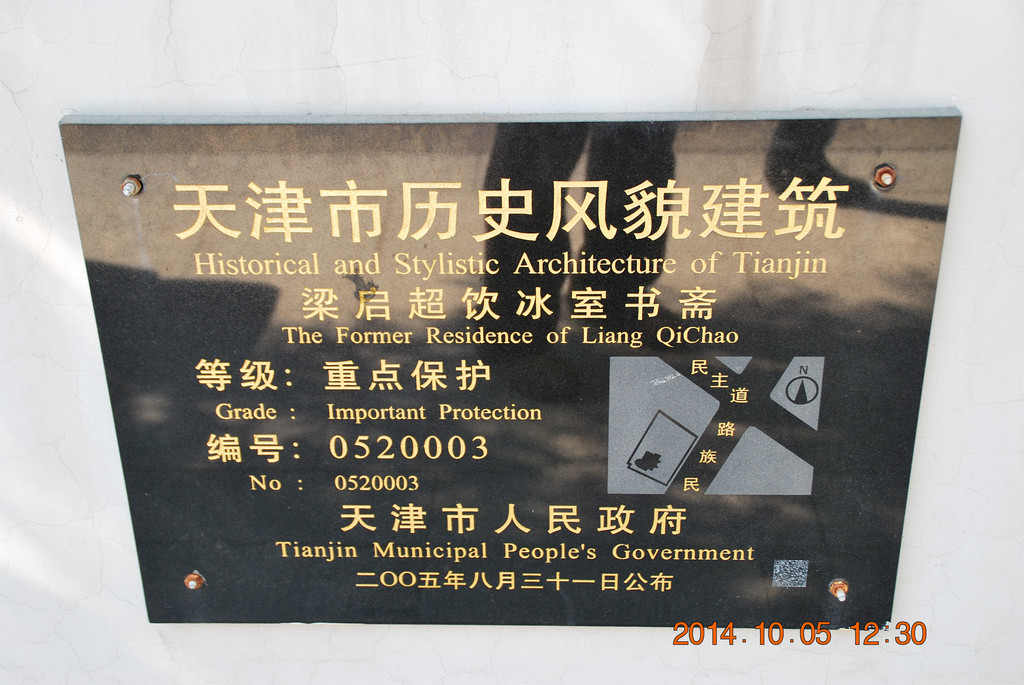 天津市历史风貌建筑
Historical and Stylistic Architecture of Tianjin
梁启超饮冰室书斋
The Former Residence of Liang QiChao
等级：重点保护
Grade : Important Protection
编号：0520003
No : 0520003
民主道
N
民族路
天津市人民政府
Tianjin Municipal People's Government
二OO五年八月三十一日公布
2014.10.05 12:30